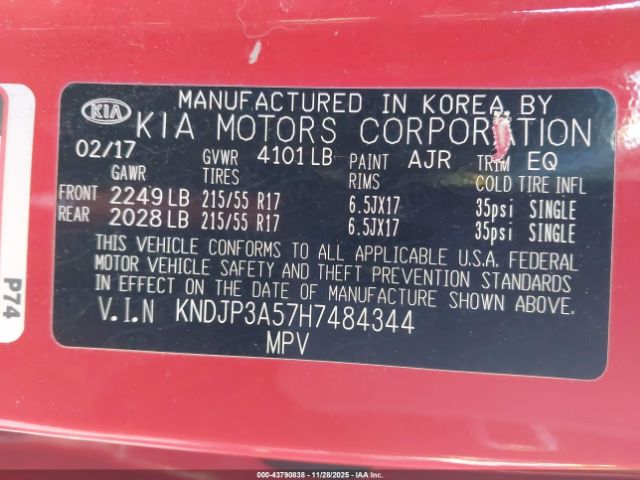 KIA
MANUFACTURED IN KOREA BY
KIA MOTORS CORPORATION
02/17 GVWR 4101 LB PAINT AJR TRIM EQ
GAWR TIRES RIMS COLD TIRE INFL
FRONT 2249 LB 215/55 R17 6.5JX17 35psi SINGLE
REAR 2028 LB 215/55 R17 6.5JX17 35psi SINGLE
THIS VEHICLE CONFORMS TO ALL APPLICABLE U.S.A. FEDERAL
MOTOR VEHICLE SAFETY AND THEFT PREVENTION STANDARDS
IN EFFECT ON THE DATE OF MANUFACTURE SHOWN ABOVE.
V.I.N KNDJP3A57H7484344
MPV
P74
000-43790838 - 11/28/2025 - IAAI.COM